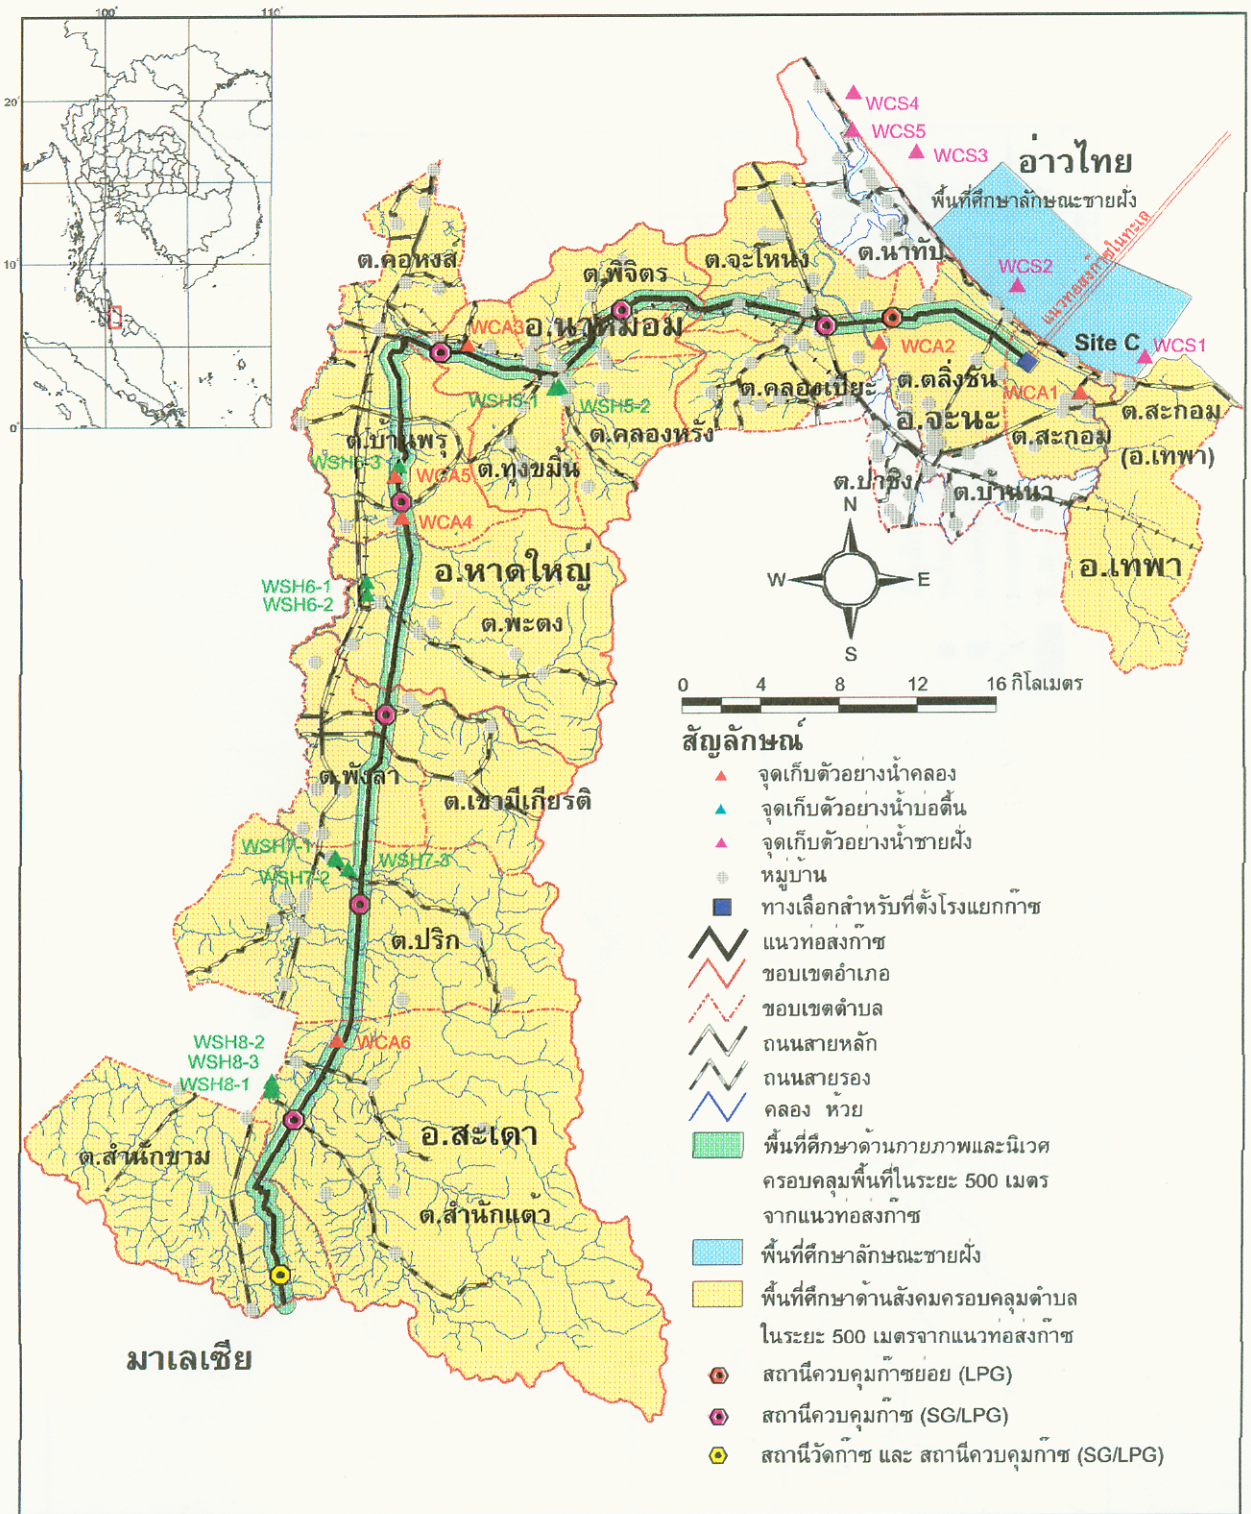 100°
110°
20°
10°
0°
WCS4
WCS5
WCS3
อ่าวไทย
พื้นที่ศึกษาลักษณะชายฝั่ง
แนวท่อส่งก๊าซในทะเล
ต.นาทับ
WCS2
ต.คอหงส์
ต.พิจิตร
ต.จะโหนง
WCA3
อ.นาหม่อม
WCA2
Site C
WCS1
WSH5-1
WSH5-2
ต.คลองเปียะ
ต.ตลิ่งชัน
WCA1
ต.สะกอม
อ.จะนะ
ต.สะกอม
(อ.เทพา)
ต.บ้านพรุ
ต.คลองหรัง
WCA5
ต.ทุ่งขมิ้น
ต.ป่าชิง
ต.บ้านนา
WCA4
N
W
E
S
อ.หาดใหญ่
อ.เทพา
WSH6-1
WSH6-2
ต.พะตง
0 4 8 12 16 กิโลเมตร
ต.พังลา
ต.เขามีเกียรติ
WSH7-1
WSH7-3
WSH7-2
ต.ปริก
WSH8-2
WCA6
WSH8-3
WSH8-1
อ.สะเดา
ต.สำนักขาม
ต.สำนักแต้ว
มาเลเซีย
สัญลักษณ์
จุดเก็บตัวอย่างน้ำคลอง
จุดเก็บตัวอย่างน้ำบ่อตื้น
จุดเก็บตัวอย่างน้ำชายฝั่ง
หมู่บ้าน
ทางเลือกสำหรับที่ตั้งโรงแยกก๊าซ
แนวท่อส่งก๊าซ
ขอบเขตอำเภอ
ขอบเขตตำบล
ถนนสายหลัก
ถนนสายรอง
คลอง ห้วย
พื้นที่ศึกษาด้านกายภาพและนิเวศ
ครอบคลุมพื้นที่ในระยะ 500 เมตร
จากแนวท่อส่งก๊าซ
พื้นที่ศึกษาลักษณะชายฝั่ง
พื้นที่ศึกษาด้านสังคมครอบคลุมตำบล
ในระยะ 500 เมตรจากแนวท่อส่งก๊าซ
สถานีควบคุมก๊าซย่อย (LPG)
สถานีควบคุมก๊าซ (SG/LPG)
สถานีวัดก๊าซ และ สถานีควบคุมก๊าซ (SG/LPG)